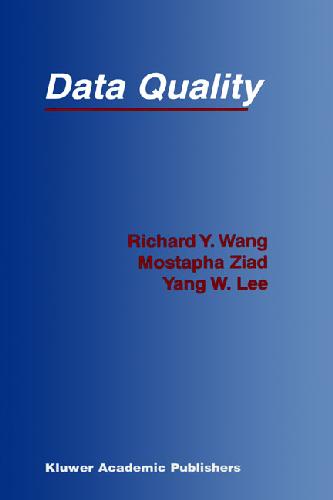 Data Quality
Richard Y. Wang
Mostapha Ziad
Yang W. Lee
Kluwer Academic Publishers